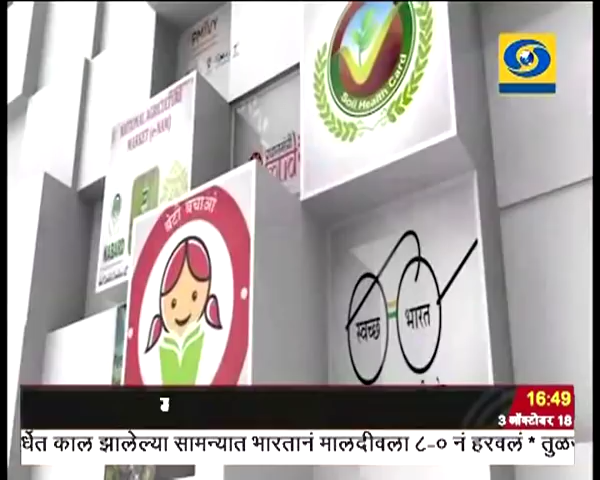 Soil Health Card
NATIONAL AGRICULTURE
MARKET (e-NAM)
NABARD
बेटी बचाओ
स्वच्छ भारत
16:49
3 ऑक्टोबर 18
र्धेत काल झालेल्या सामन्यात भारतानं मालदीवला ८-० नं हरवलं * तुळ